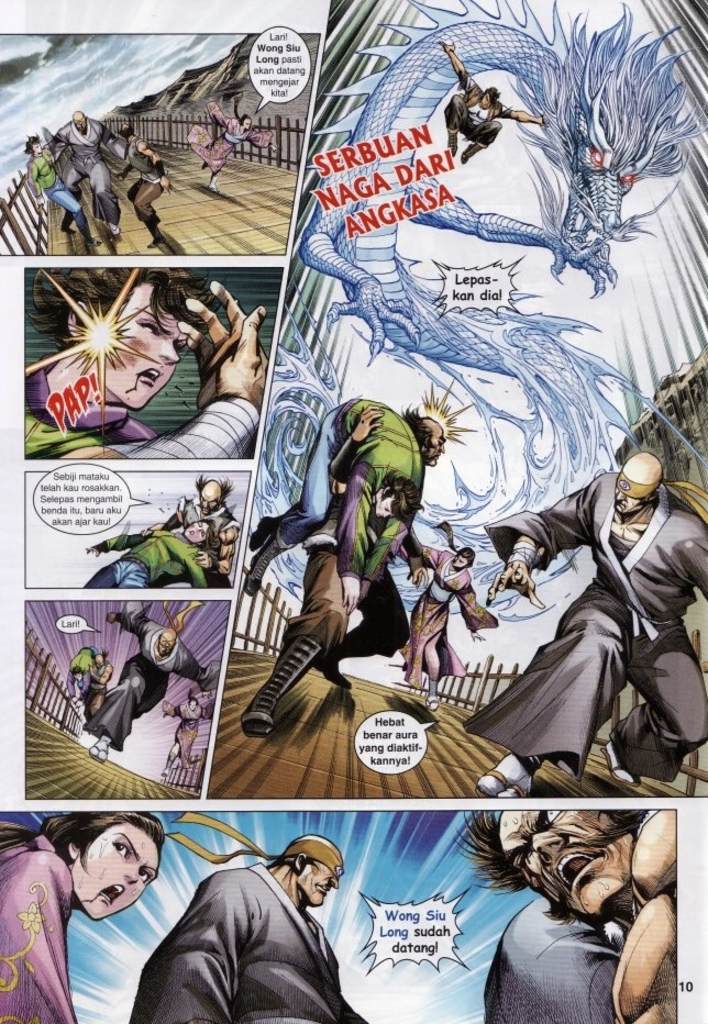 Lari!
Wong Siu
Long pasti
akan datang
mengejar
kita!
PAP!
Sebiji mataku
telah kau rosakkan.
Selepas mengambil
benda itu, baru aku
akan ajar kau!
Lari!
SERBUAN
NAGA DARI
ANGKASA
Lepas-
kan dia!
Hebat
benar aura
yang diaktif-
kannya!
Wong Siu
Long sudah
datang!
10